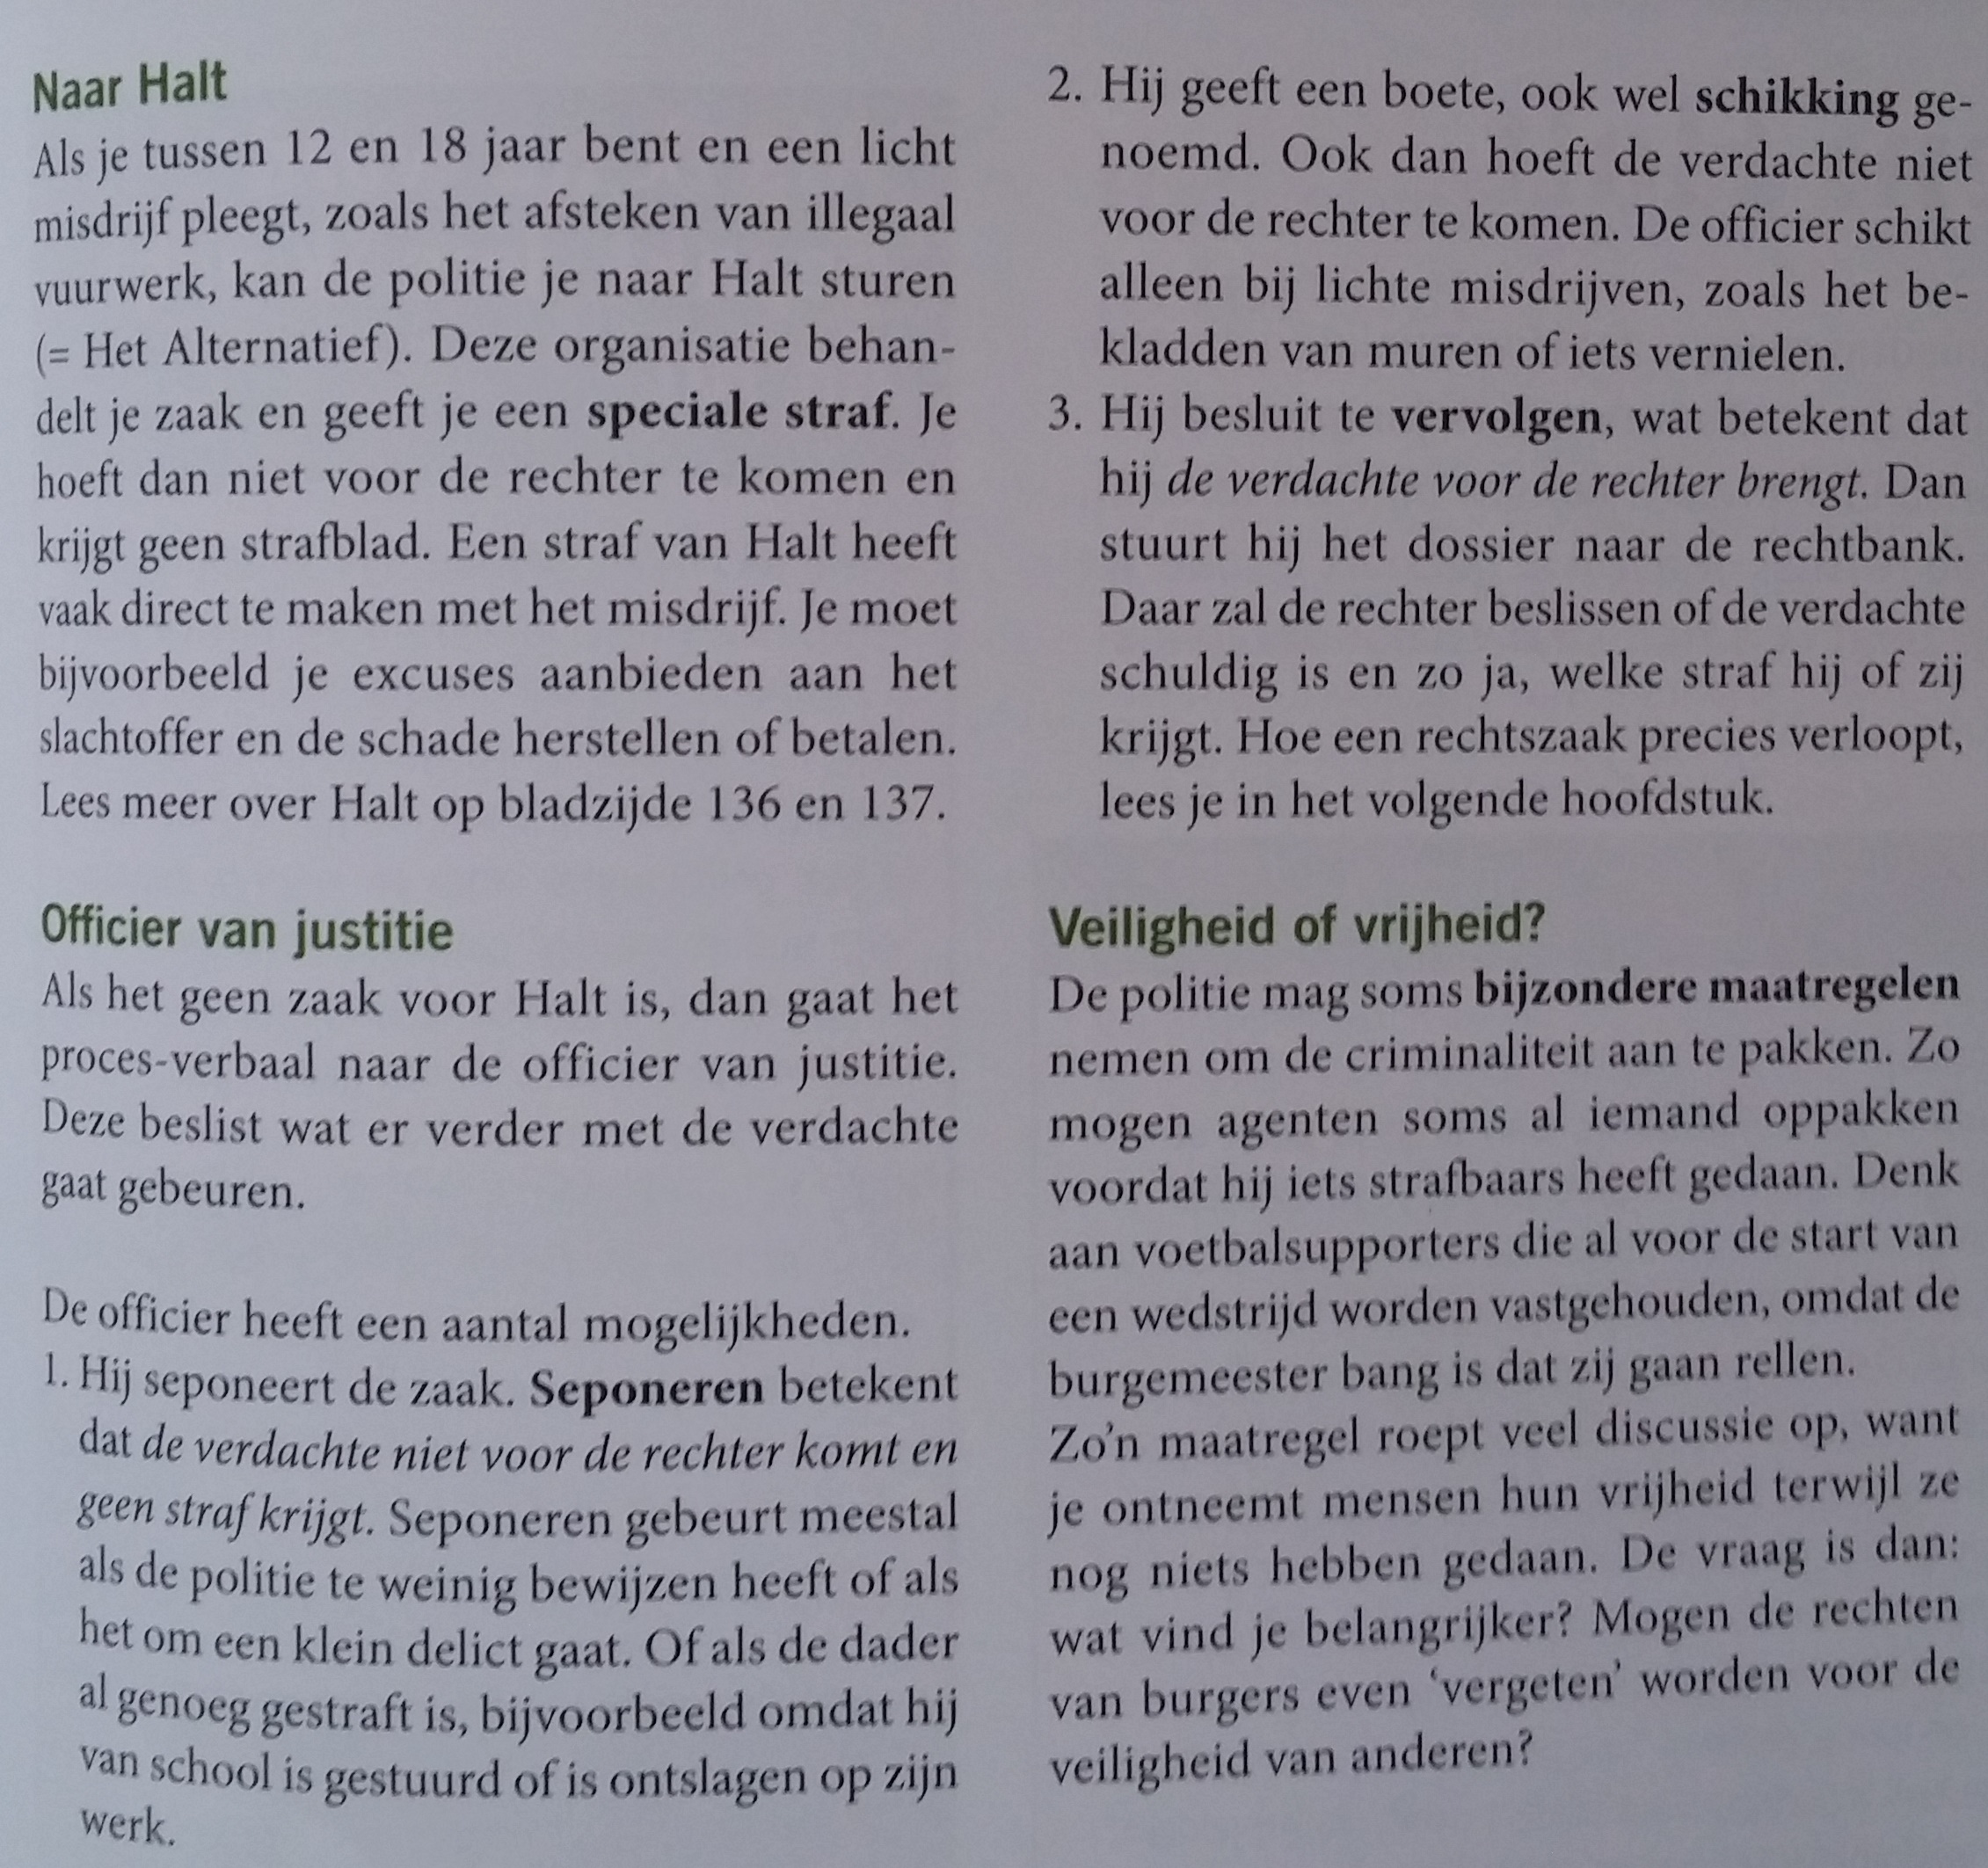 Naar Halt
Als je tussen 12 en 18 jaar bent en een licht
misdrijf pleegt, zoals het afsteken van illegaal
vuurwerk, kan de politie je naar Halt sturen
(= Het Alternatief). Deze organisatie behan-
delt je zaak en geeft je een speciale straf. Je
hoeft dan niet voor de rechter te komen en
krijgt geen strafblad. Een straf van Halt heeft
vaak direct te maken met het misdrijf. Je moet
bijvoorbeeld je excuses aanbieden aan het
slachtoffer en de schade herstellen of betalen.
Lees meer over Halt op bladzijde 136 en 137.
Officier van justitie
Als het geen zaak voor Halt is, dan gaat het
proces-verbaal naar de officier van justitie.
Deze beslist wat er verder met de verdachte
gaat gebeuren.
De officier heeft een aantal mogelijkheden.
1. Hij seponeert de zaak. Seponeren betekent
dat de verdachte niet voor de rechter komt en
geen straf krijgt. Seponeren gebeurt meestal
als de politie te weinig bewijzen heeft of als
het om een klein delict gaat. Of als de dader
al genoeg gestraft is, bijvoorbeeld omdat hij
van school is gestuurd of is ontslagen op zijn
werk.
2. Hij geeft een boete, ook wel schikking ge-
noemd. Ook dan hoeft de verdachte niet
voor de rechter te komen. De officier schikt
alleen bij lichte misdrijven, zoals het be-
kladden van muren of iets vernielen.
3. Hij besluit te vervolgen, wat betekent dat
hij de verdachte voor de rechter brengt. Dan
stuurt hij het dossier naar de rechtbank.
Daar zal de rechter beslissen of de verdachte
schuldig is en zo ja, welke straf hij of zij
krijgt. Hoe een rechtszaak precies verloopt,
lees je in het volgende hoofdstuk.
Veiligheid of vrijheid?
De politie mag soms bijzondere maatregelen
nemen om de criminaliteit aan te pakken. Zo
mogen agenten soms al iemand oppakken
voordat hij iets strafbaars heeft gedaan. Denk
aan voetbalsupporters die al voor de start van
een wedstrijd worden vastgehouden, omdat de
burgemeester bang is dat zij gaan rellen.
Zo'n maatregel roept veel discussie op, want
je ontneemt mensen hun vrijheid terwijl ze
nog niets hebben gedaan. De vraag is dan:
wat vind je belangrijker? Mogen de rechten
van burgers even ‘vergeten’ worden voor de
veiligheid van anderen?